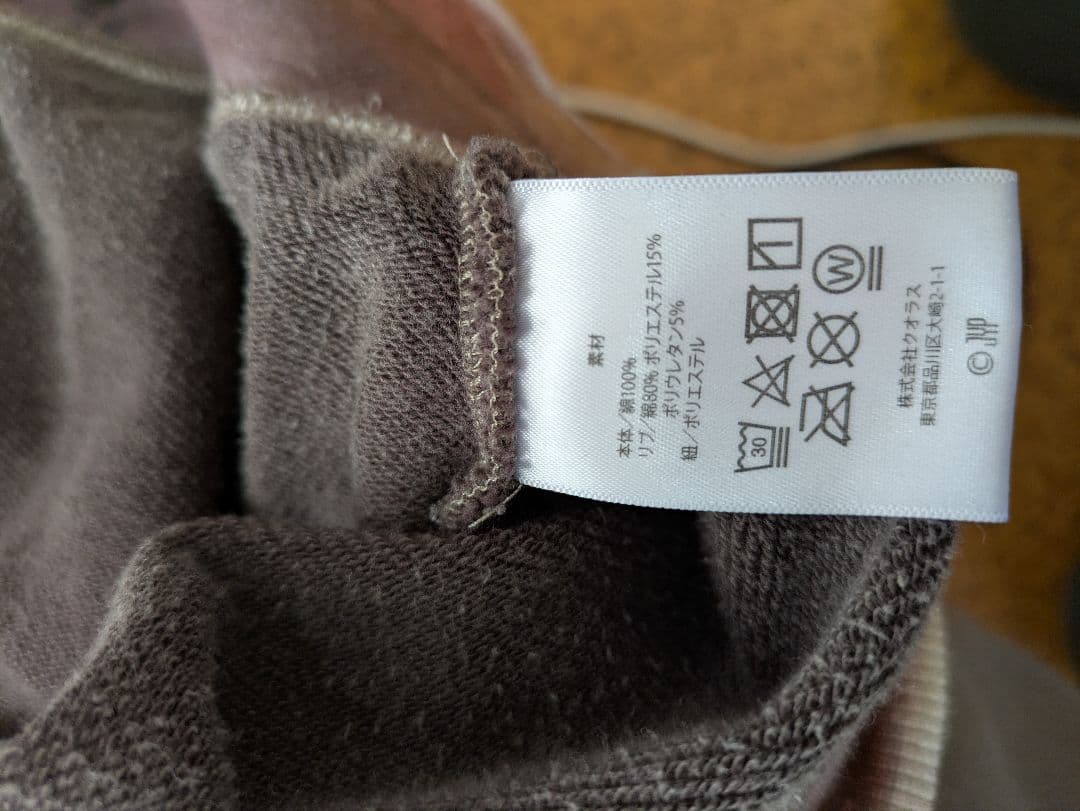 素材
本体/綿100%
リブ/綿80% ポリエステル15%
ポリウレタン5%
紐/ポリエステル
30
W
株式会社クオラス
東京都品川区大崎2-1-1
© JYP